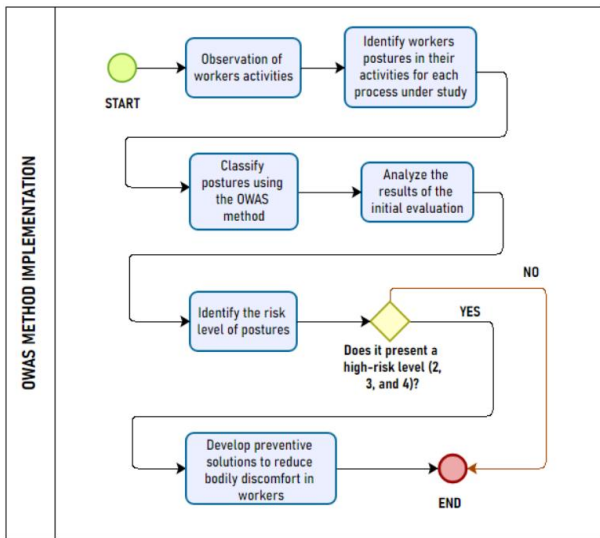 OWAS METHOD IMPLEMENTATION
START
Observation of
workers activities
Identify workers
postures in their
activities for each
process under study
Classify
postures using
the OWAS
method
Analyze the
results of the
initial evaluation
Identify the risk
level of postures
NO
YES
Does it present a
high-risk level (2,
3, and 4)?
Develop preventive
solutions to reduce
bodily discomfort in
workers
END